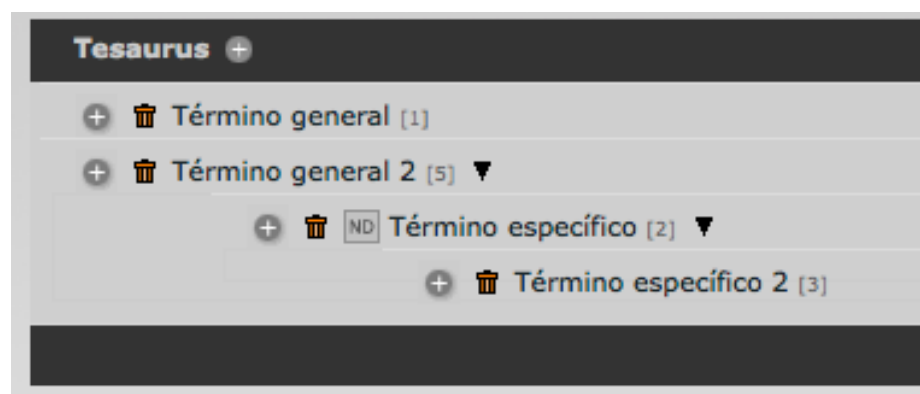 Tesaurus
Término general [1]
Término general 2 [5]
ND Término específico [2]
Término específico 2 [3]